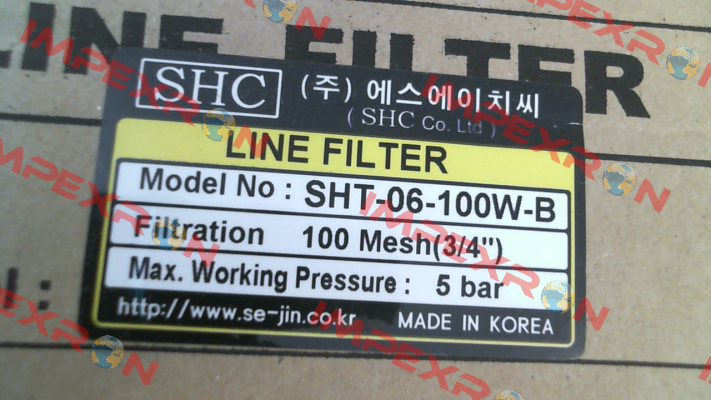 LINE FILTER
SHC (주) 에스에이치씨
( SHC Co. Ltd )
LINE FILTER
Model No : SHT-06-100W-B
Filtration 100 Mesh(3/4")
Max. Working Pressure : 5 bar
http://www.se-jin.co.kr MADE IN KOREA
IMPEXRON
IMPEXRON
IMPEXRON
IMPEXRON
IMPEXRON
IMPEXRON
IMPEXRON
IMPEXRON